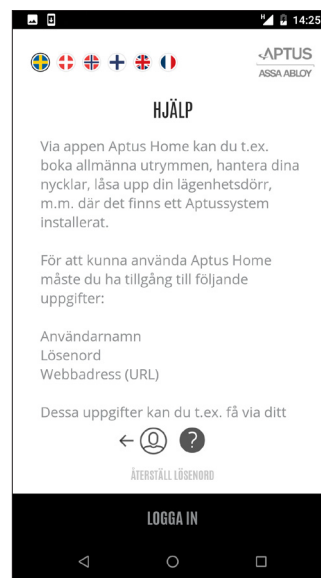 H
14:25
APTUS
ASSA ABLOY
HJÄLP
Via appen Aptus Home kan du t.ex.
boka allmänna utrymmen, hantera dina
nycklar, låsa upp din lägenhetsdörr,
m.m. där det finns ett Aptussystem
installerat.
För att kunna använda Aptus Home
måste du ha tillgång till följande
uppgifter:
Användarnamn
Lösenord
Webbadress (URL)
Dessa uppgifter kan du t.ex. få via ditt
?
ÅTERSTÄLL LÖSENORD
LOGGA IN